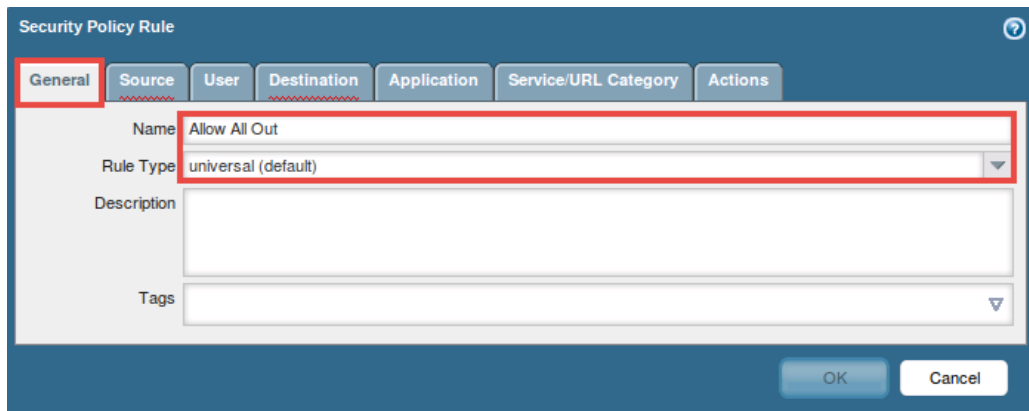 Security Policy Rule
General Source User Destination Application Service/URL Category Actions
Name Allow All Out
Rule Type universal (default)
Description
Tags
OK Cancel